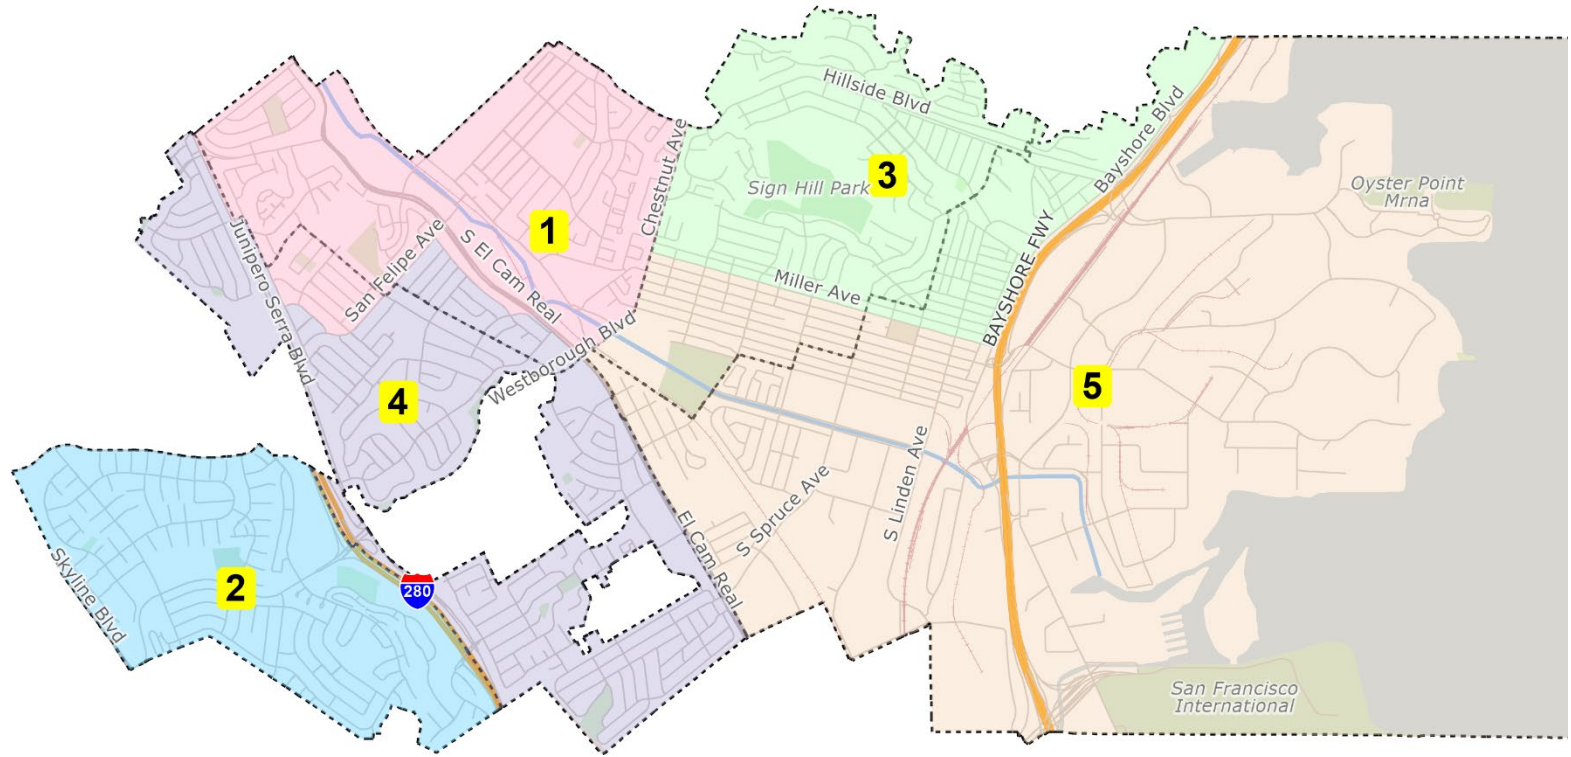 Hillside Blvd
Bayshore Blvd
Chestnut Ave
3
Sign Hill Park
Oyster Point
Mrna
1
Junipero Serra Blvd
San Felipe Ave
S El Cam Real
Miller Ave
BAYSHORE FWY
Westborough Blvd
4
5
S Linden Ave
S Spruce Ave
El Cam Real
Skyline Blvd
2
280
San Francisco
International